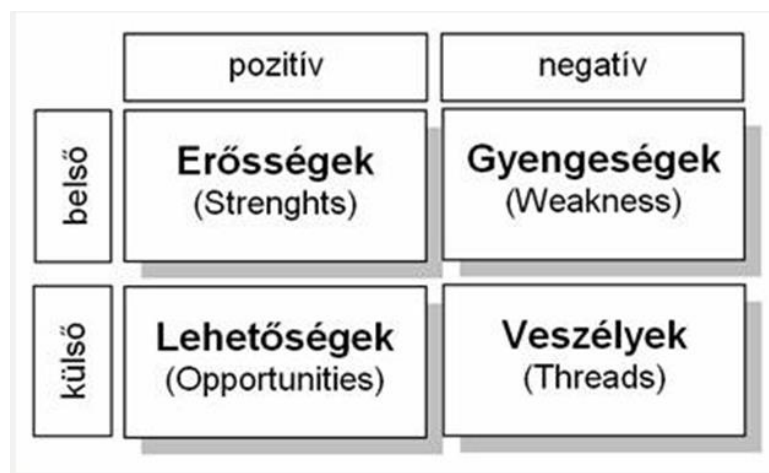 pozitív
negatív
belső
Erősségek
(Strenghts)
Gyengeségek
(Weakness)
külső
Lehetőségek
(Opportunities)
Veszélyek
(Threads)